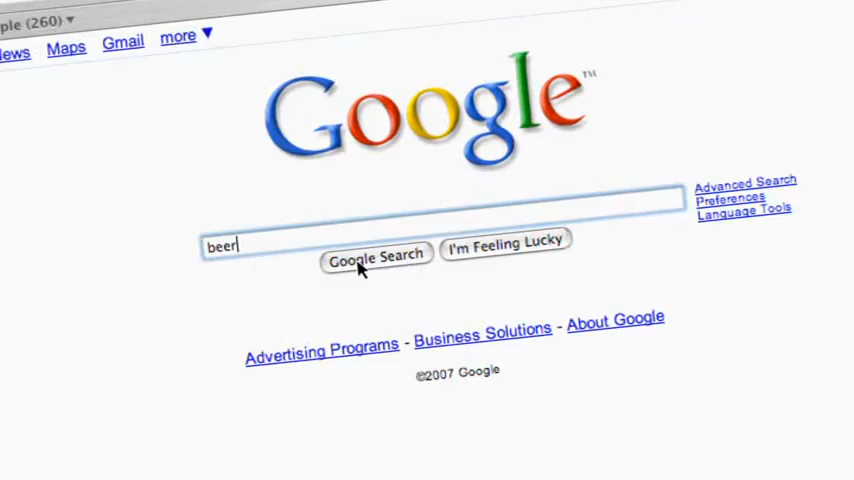 ple (260) ▼
News Maps Gmail more ▼
Google™
beer
Advanced Search
Preferences
Language Tools
Google Search I'm Feeling Lucky
Advertising Programs - Business Solutions - About Google
©2007 Google